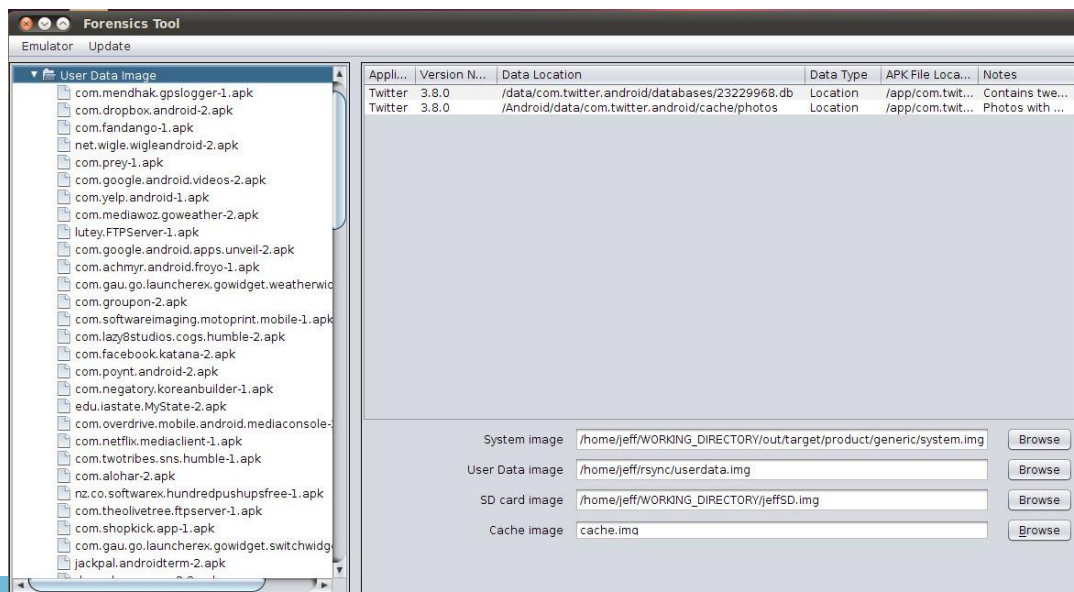 Forensics Tool
Emulator Update
User Data Image
com.mendhak.gpslogger-1.apk
com.dropbox.android-2.apk
com.fandango-1.apk
net.wigle.wigleandroid-2.apk
com.prey-1.apk
com.google.android.videos-2.apk
com.yelp.android-1.apk
com.mediawoz.goweather-2.apk
lutey.FTPServer-1.apk
com.google.android.apps.unveil-2.apk
com.achmyr.android.froyo-1.apk
com.gau.go.launcherex.gowidget.weatherwid
com.groupon-2.apk
com.softwareimaging.motoprint.mobile-1.apk
com.lazy8studios.cogs.humble-2.apk
com.facebook.katana-2.apk
com.poynt.android-2.apk
com.negatory.koreanbuilder-1.apk
edu.iastate.MyState-2.apk
com.overdrive.mobile.android.mediaconsole-
com.netflix.mediaclient-1.apk
com.twotribes.sns.humble-1.apk
com.alohar-2.apk
nz.co.softwarex.hundredpushupsfree-1.apk
com.theolivetree.ftpserver-1.apk
com.shopkick.app-1.apk
com.gau.go.launcherex.gowidget.switchwidg
jackpal.androidterm-2.apk
Appli... Version N... Data Location Data Type APK File Loca... Notes
Twitter 3.8.0 /data/com.twitter.android/databases/23229968.db Location /app/com.twit... Contains twe...
Twitter 3.8.0 /Android/data/com.twitter.android/cache/photos Location /app/com.twit... Photos with ...
System image /home/jeff/WORKING_DIRECTORY/out/target/product/generic/system.img Browse
User Data image /home/jeff/rsync/userdata.img Browse
SD card image /home/jeff/WORKING_DIRECTORY/jeffSD.img Browse
Cache image cache.img Browse